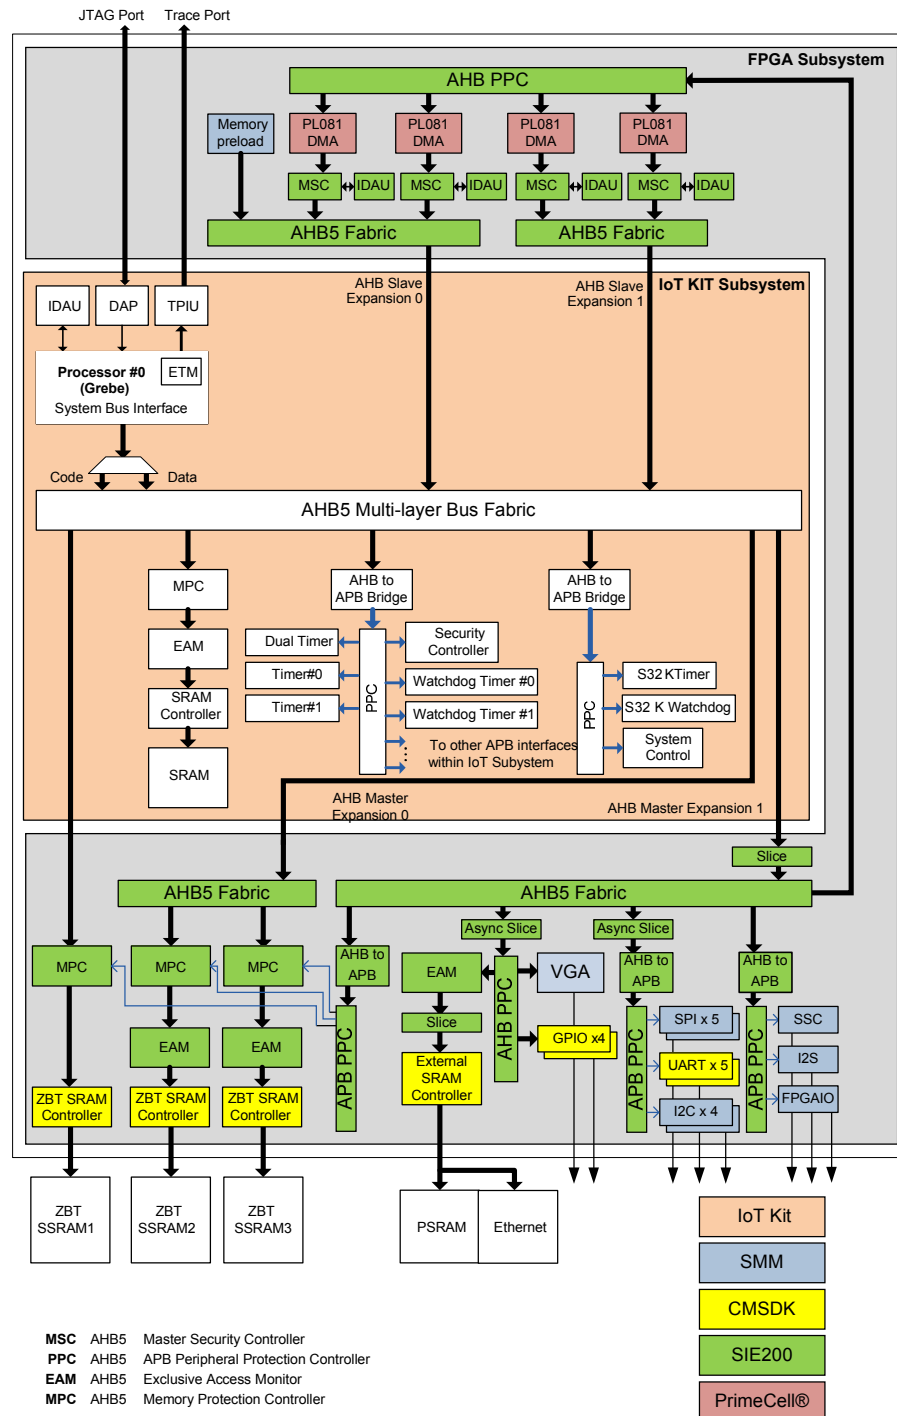 JTAG Port Trace Port
FPGA Subsystem
AHB PPC
Memory
preload
PL081
DMA
PL081
DMA
PL081
DMA
PL081
DMA
MSC IDAU MSC IDAU MSC IDAU MSC IDAU
AHB5 Fabric AHB5 Fabric
AHB Slave
Expansion 0
AHB Slave
Expansion 1
IoT KIT Subsystem
IDAU DAP TPIU
Processor #0
(Grebe)
ETM
System Bus Interface
Code Data
AHB5 Multi-layer Bus Fabric
MPC
EAM
SRAM
Controller
SRAM
AHB to
APB Bridge
Dual Timer
Timer#0
Timer#1
PPC
Security
Controller
Watchdog Timer #0
Watchdog Timer #1
To other APB interfaces
within IoT Subystem
AHB to
APB Bridge
PPC
S32 KTimer
S32 K Watchdog
System
Control
AHB Master
Expansion 0
AHB Master Expansion 1
Slice
AHB5 Fabric AHB5 Fabric
MPC MPC MPC
EAM EAM
ZBT SRAM
Controller
ZBT SRAM
Controller
ZBT SRAM
Controller
AHB to
APB
APB PPC
Async Slice
EAM
Slice
External
SRAM
Controller
AHB PPC
VGA
GPIO x4
Async Slice
AHB to
APB
APB PPC
SPI x 5
UART x 5
I2C x 4
AHB to
APB
APB PPC
SSC
I2S
FPGAIO
ZBT
SSRAM1
ZBT
SSRAM2
ZBT
SSRAM3
PSRAM Ethernet
IoT Kit
SMM
CMSDK
SIE200
PrimeCell®
MSC AHB5 Master Security Controller
PPC AHB5 APB Peripheral Protection Controller
EAM AHB5 Exclusive Access Monitor
MPC AHB5 Memory Protection Controller